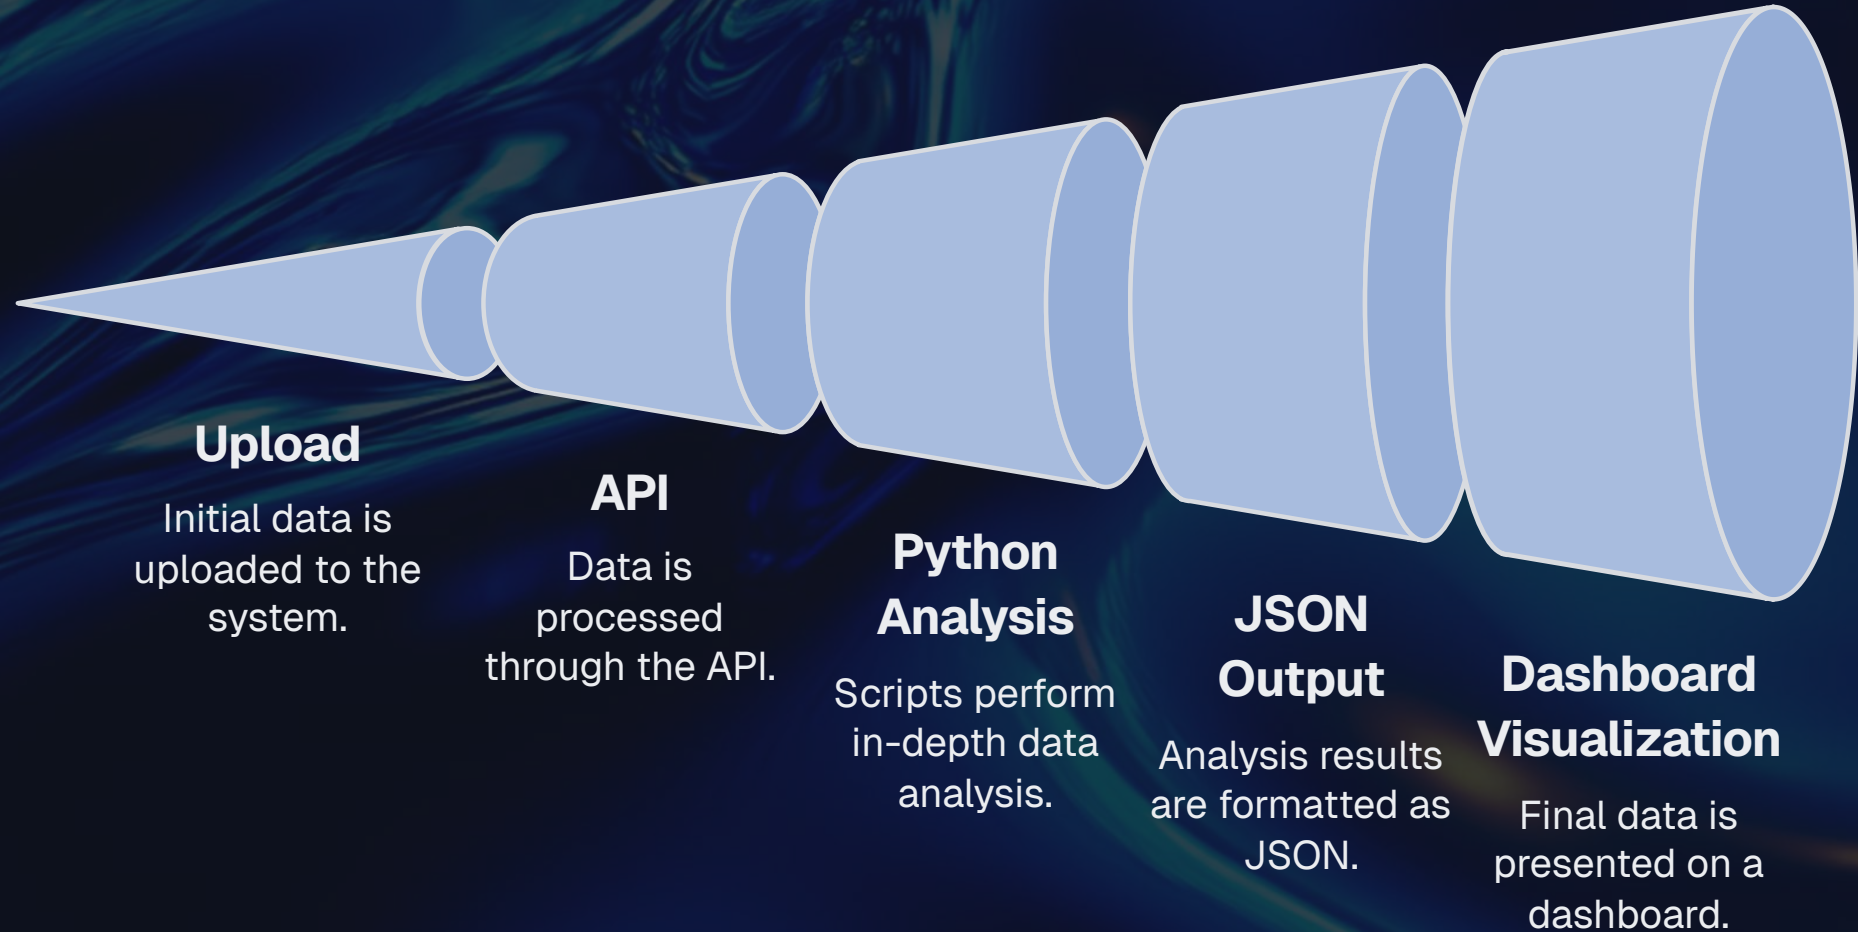 Upload
Initial data is
uploaded to the
system.
API
Data is
processed
through the API.
Python
Analysis
Scripts perform
in-depth data
analysis.
JSON
Output
Analysis results
are formatted as
JSON.
Dashboard
Visualization
Final data is
presented on a
dashboard.